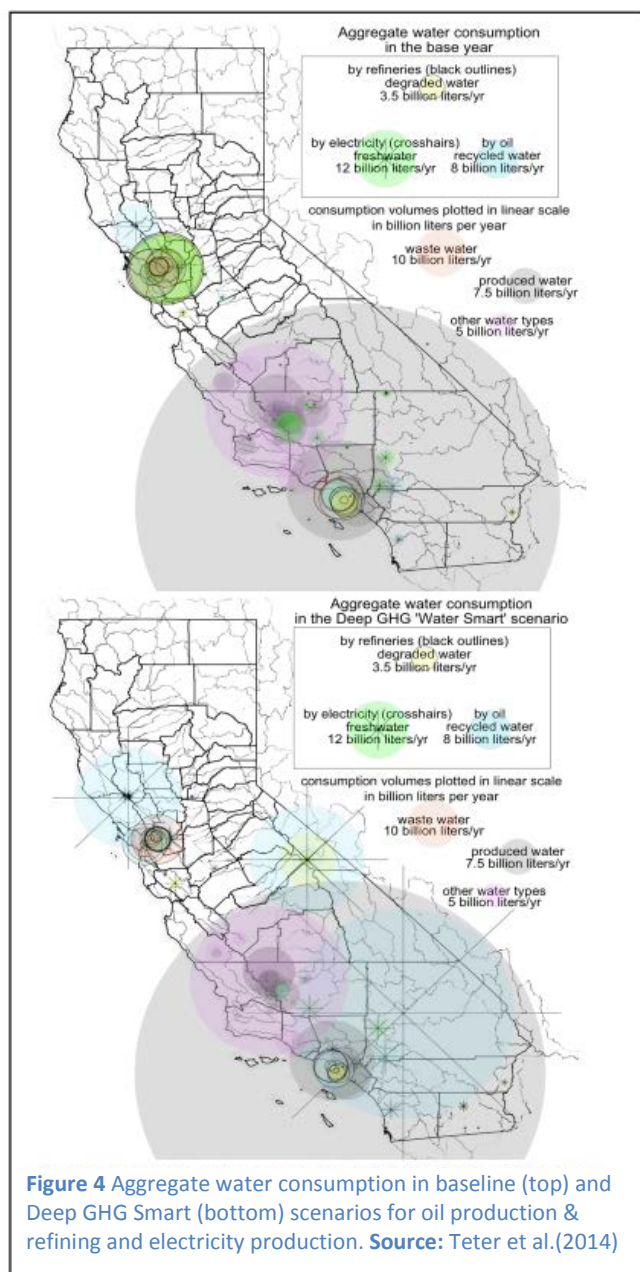 Aggregate water consumption
in the base year
by refineries (black outlines)
degraded water
3.5 billion liters/yr
by electricity (crosshairs)
freshwater
12 billion liters/yr
by oil
recycled water
8 billion liters/yr
consumption volumes plotted in linear scale
in billion liters per year
waste water
10 billion liters/yr
produced water
7.5 billion liters/yr
other water types
5 billion liters/yr
Aggregate water consumption
in the Deep GHG 'Water Smart' scenario
by refineries (black outlines)
degraded water
3.5 billion liters/yr
by electricity (crosshairs)
freshwater
12 billion liters/yr
by oil
recycled water
8 billion liters/yr
consumption volumes plotted in linear scale
in billion liters per year
waste water
10 billion liters/yr
produced water
7.5 billion liters/yr
other water types
5 billion liters/yr
Figure 4 Aggregate water consumption in baseline (top) and
Deep GHG Smart (bottom) scenarios for oil production &
refining and electricity production. Source: Teter et al.(2014)